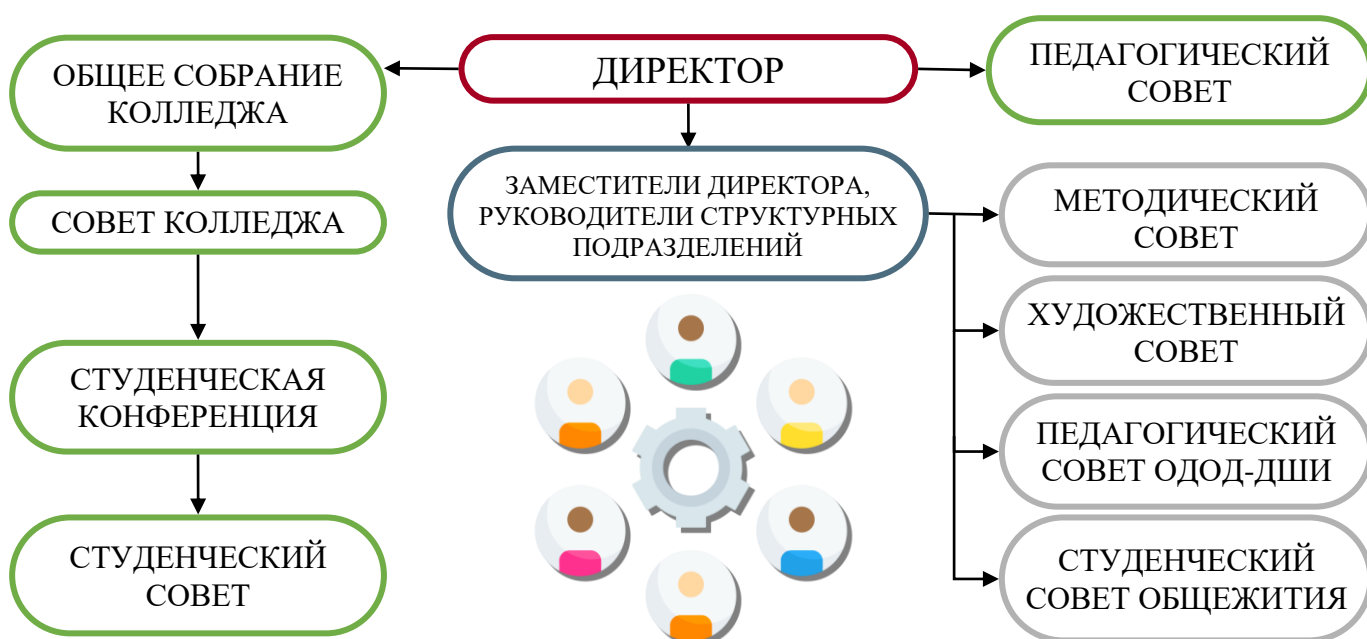 ОБЩЕЕ СОБРАНИЕ
КОЛЛЕДЖА
СОВЕТ КОЛЛЕДЖА
СТУДЕНЧЕСКАЯ
КОНФЕРЕНЦИЯ
СТУДЕНЧЕСКИЙ
СОВЕТ
ДИРЕКТОР
ЗАМЕСТИТЕЛИ ДИРЕКТОРА,
РУКОВОДИТЕЛИ СТРУКТУРНЫХ
ПОДРАЗДЕЛЕНИЙ
ПЕДАГОГИЧЕСКИЙ
СОВЕТ
МЕТОДИЧЕСКИЙ
СОВЕТ
ХУДОЖЕСТВЕННЫЙ
СОВЕТ
ПЕДАГОГИЧЕСКИЙ
СОВЕТ ОДОД-ДШИ
СТУДЕНЧЕСКИЙ
СОВЕТ ОБЩЕЖИТИЯ